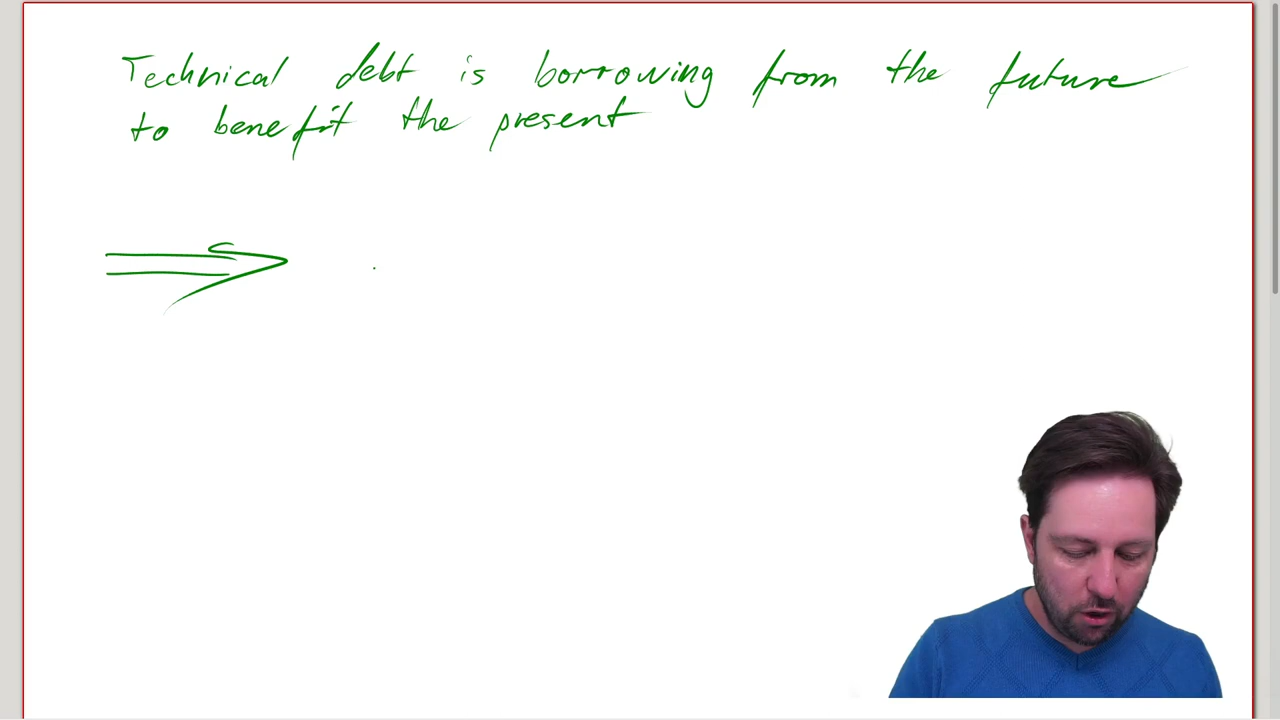 Technical debt is borrowing from the future
to benefit the present